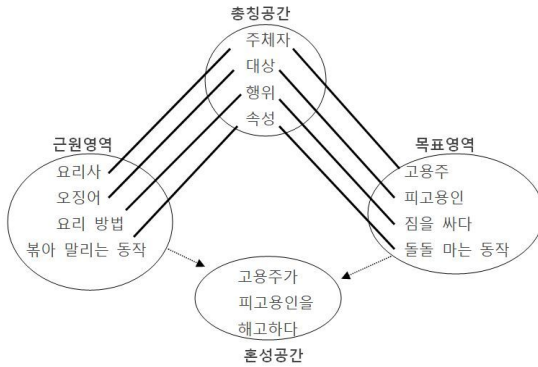 총칭공간
주체자
대상
행위
속성
근원영역
요리사
오징어
요리 방법
볶아 말리는 동작
목표영역
고용주
피고용인
짐을 싸다
돌돌 마는 동작
고용주가
피고용인을
해고하다
혼성공간